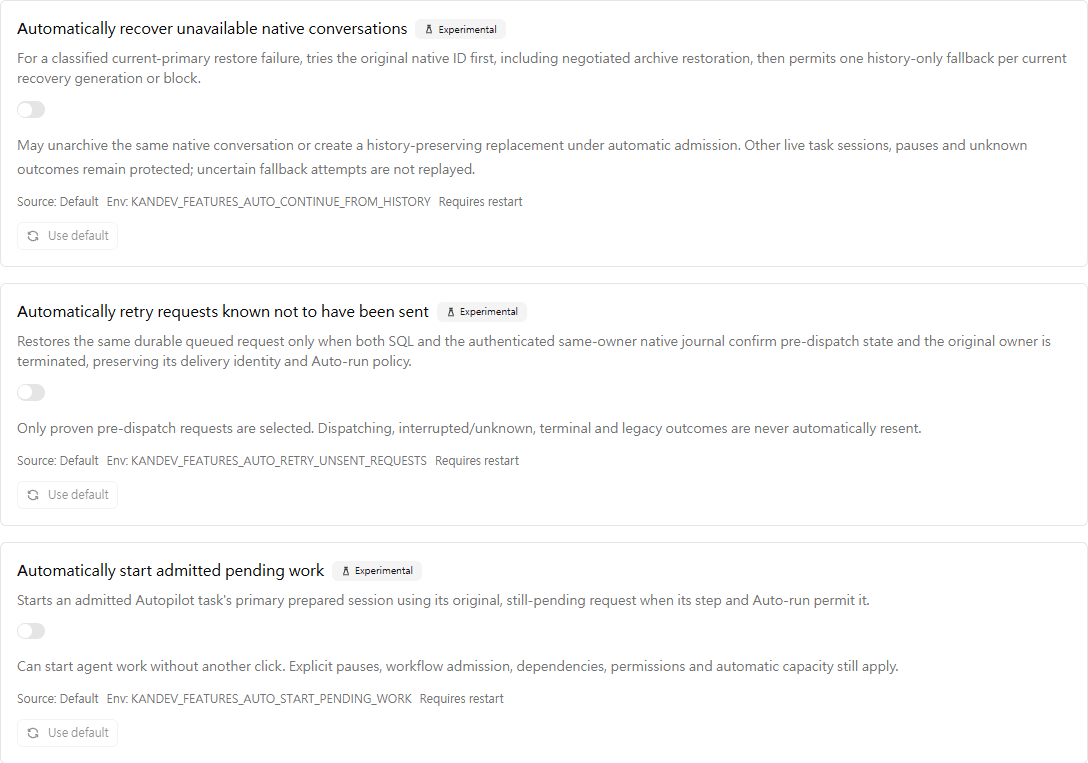 Automatically recover unavailable native conversations Experimental
For a classified current-primary restore failure, tries the original native ID first, including negotiated archive restoration, then permits one history-only fallback per current
recovery generation or block.
May unarchive the same native conversation or create a history-preserving replacement under automatic admission. Other live task sessions, pauses and unknown
outcomes remain protected; uncertain fallback attempts are not replayed.
Source: Default Env: KANDEV_FEATURES_AUTO_CONTINUE_FROM_HISTORY Requires restart
Use default
Automatically retry requests known not to have been sent Experimental
Restores the same durable queued request only when both SQL and the authenticated same-owner native journal confirm pre-dispatch state and the original owner is
terminated, preserving its delivery identity and Auto-run policy.
Only proven pre-dispatch requests are selected. Dispatching, interrupted/unknown, terminal and legacy outcomes are never automatically resent.
Source: Default Env: KANDEV_FEATURES_AUTO_RETRY_UNSENT_REQUESTS Requires restart
Use default
Automatically start admitted pending work Experimental
Starts an admitted Autopilot task's primary prepared session using its original, still-pending request when its step and Auto-run permit it.
Can start agent work without another click. Explicit pauses, workflow admission, dependencies, permissions and automatic capacity still apply.
Source: Default Env: KANDEV_FEATURES_AUTO_START_PENDING_WORK Requires restart
Use default